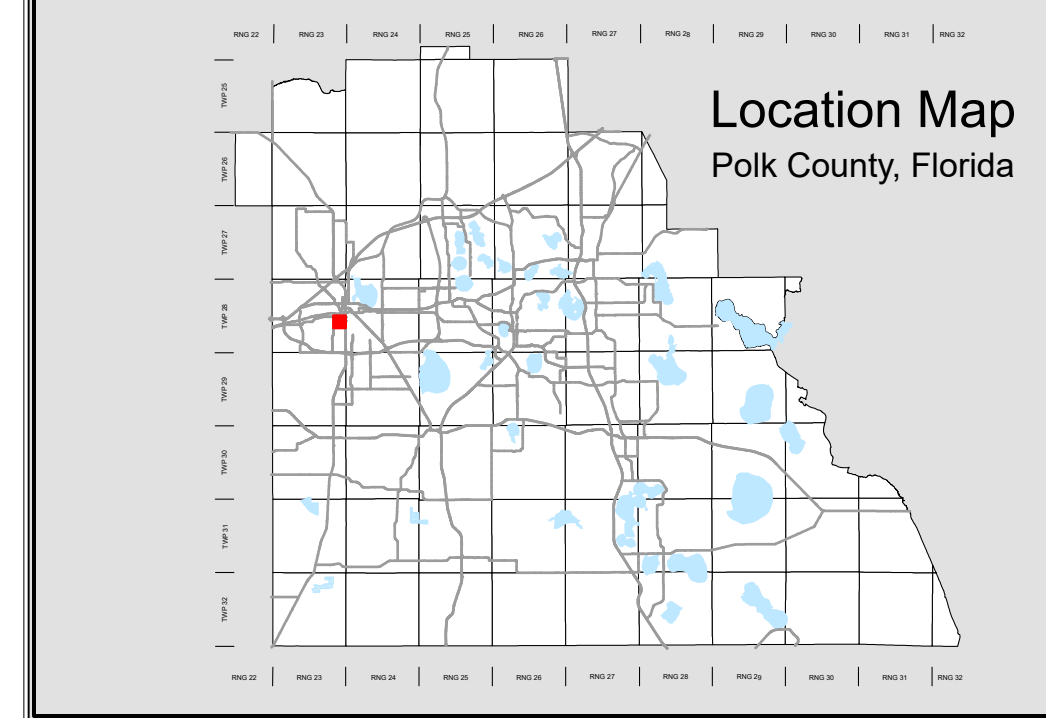 RNG 22 RNG 23 RNG 24 RNG 25 RNG 26 RNG 27 RNG 28 RNG 29 RNG 30 RNG 31 RNG 32
TWP 25
Location Map
Polk County, Florida
TWP 26
TWP 27
TWP 28
TWP 29
TWP 30
TWP 31
TWP 32
RNG 22 RNG 23 RNG 24 RNG 25 RNG 26 RNG 27 RNG 28 RNG 29 RNG 30 RNG 31 RNG 32